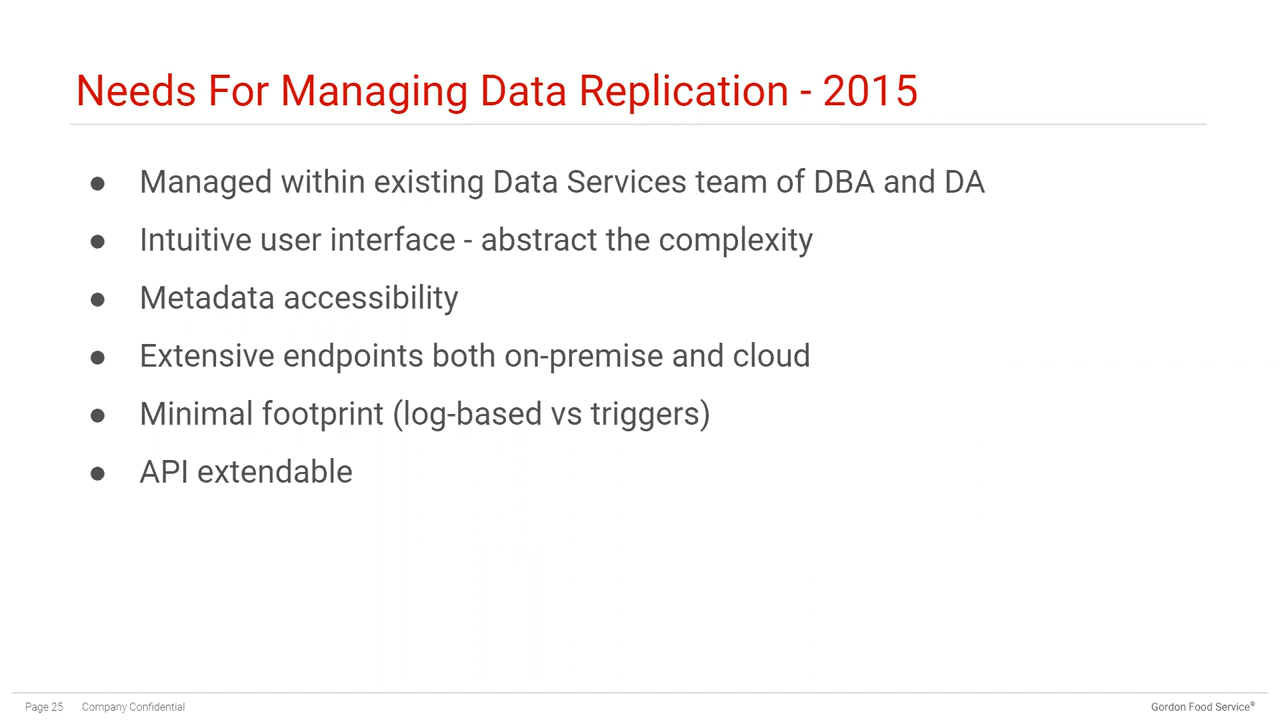 Needs For Managing Data Replication - 2015
● Managed within existing Data Services team of DBA and DA
● Intuitive user interface - abstract the complexity
● Metadata accessibility
● Extensive endpoints both on-premise and cloud
● Minimal footprint (log-based vs triggers)
● API extendable
Page 25 Company Confidential Gordon Food Service®